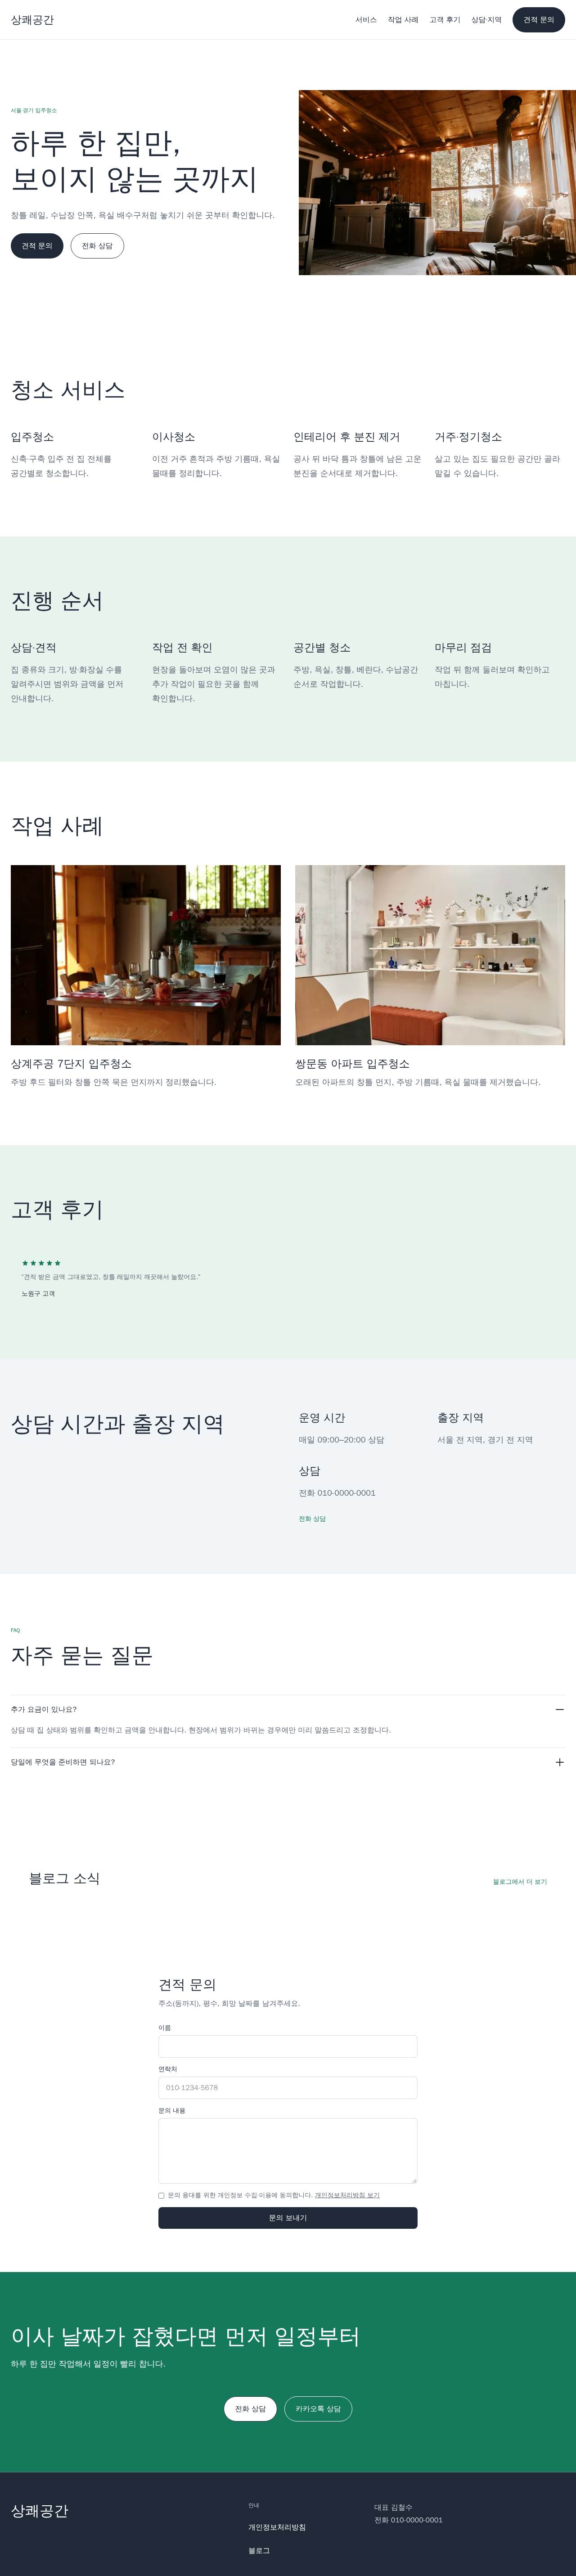 상쾌공간
서비스
작업 사례
고객 후기
상담·지역
견적 문의
서울·경기 입주청소
하루 한 집만,
보이지 않는 곳까지
창틀 레일, 수납장 안쪽, 욕실 배수구처럼 놓치기 쉬운 곳부터 확인합니다.
견적 문의
전화 상담
청소 서비스
입주청소
신축·구축 입주 전 집 전체를
공간별로 청소합니다.
이사청소
이전 거주 흔적과 주방 기름때, 욕실
물때를 정리합니다.
인테리어 후 분진 제거
공사 뒤 바닥 틈과 창틀에 남은 고운
분진을 순서대로 제거합니다.
거주·정기청소
살고 있는 집도 필요한 공간만 골라
맡길 수 있습니다.
진행 순서
상담·견적
집 종류와 크기, 방·화장실 수를
알려주시면 범위와 금액을 먼저
안내합니다.
작업 전 확인
현장을 돌아보며 오염이 많은 곳과
추가 작업이 필요한 곳을 함께
확인합니다.
공간별 청소
주방, 욕실, 창틀, 베란다, 수납공간
순서로 작업합니다.
마무리 점검
작업 뒤 함께 둘러보며 확인하고
마칩니다.
작업 사례
상계주공 7단지 입주청소
주방 후드 필터와 창틀 안쪽 묵은 먼지까지 정리했습니다.
쌍문동 아파트 입주청소
오래된 아파트의 창틀 먼지, 주방 기름때, 욕실 물때를 제거했습니다.
고객 후기
★★★★★
"견적 받은 금액 그대로였고, 창틀 레일까지 깨끗해서 놀랐어요."
노원구 고객
상담 시간과 출장 지역
운영 시간
매일 09:00–20:00 상담
출장 지역
서울 전 지역, 경기 전 지역
상담
전화 010-0000-0001
전화 상담
FAQ
자주 묻는 질문
추가 요금이 있나요?
상담 때 집 상태와 범위를 확인하고 금액을 안내합니다. 현장에서 범위가 바뀌는 경우에만 미리 말씀드리고 조정합니다.
당일에 무엇을 준비하면 되나요?
블로그 소식
블로그에서 더 보기
견적 문의
주소(동까지), 평수, 희망 날짜를 남겨주세요.
이름
연락처
010-1234-5678
문의 내용
문의 응대를 위한 개인정보 수집·이용에 동의합니다. 개인정보처리방침 보기
문의 보내기
이사 날짜가 잡혔다면 먼저 일정부터
하루 한 집만 작업해서 일정이 빨리 찹니다.
전화 상담
카카오톡 상담
상쾌공간
안내
개인정보처리방침
블로그
대표 김철수
전화 010-0000-0001